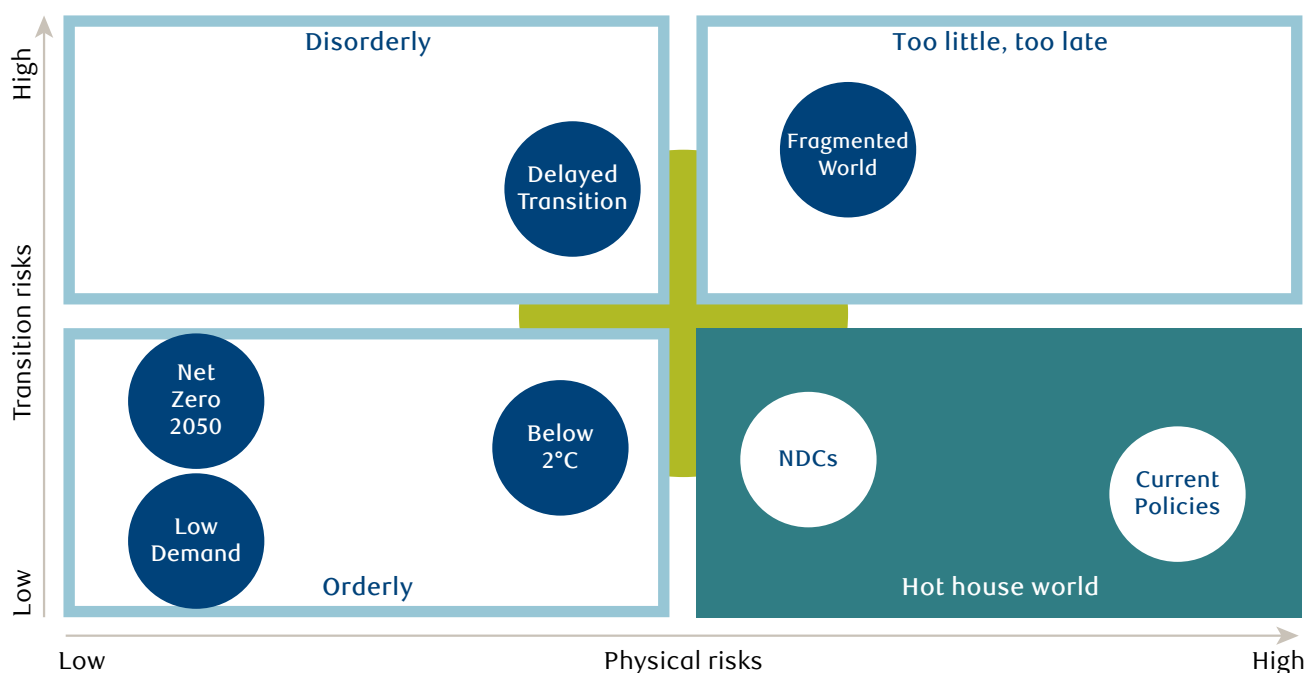 High
Transition risks
Low
Disorderly
Delayed
Transition
Too little, too late
Fragmented
World
Net
Zero
2050
Low
Demand
Below
2°C
Orderly
NDCs
Current
Policies
Hot house world
Low
Physical risks
High